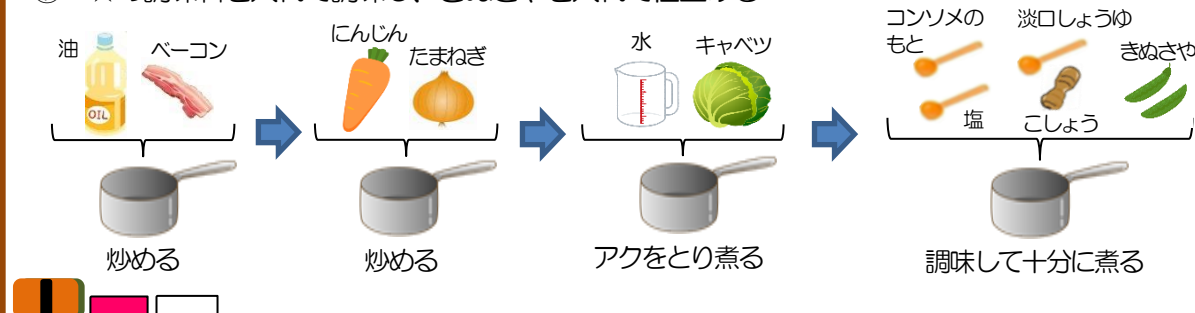 油
ベーコン
OIL
にんじん
たまねぎ
水
キャベツ
コンソメの
もと
淡口しょうゆ
きぬさや
塩
こしょう
炒める
炒める
アクをとり煮る
調味して十分に煮る